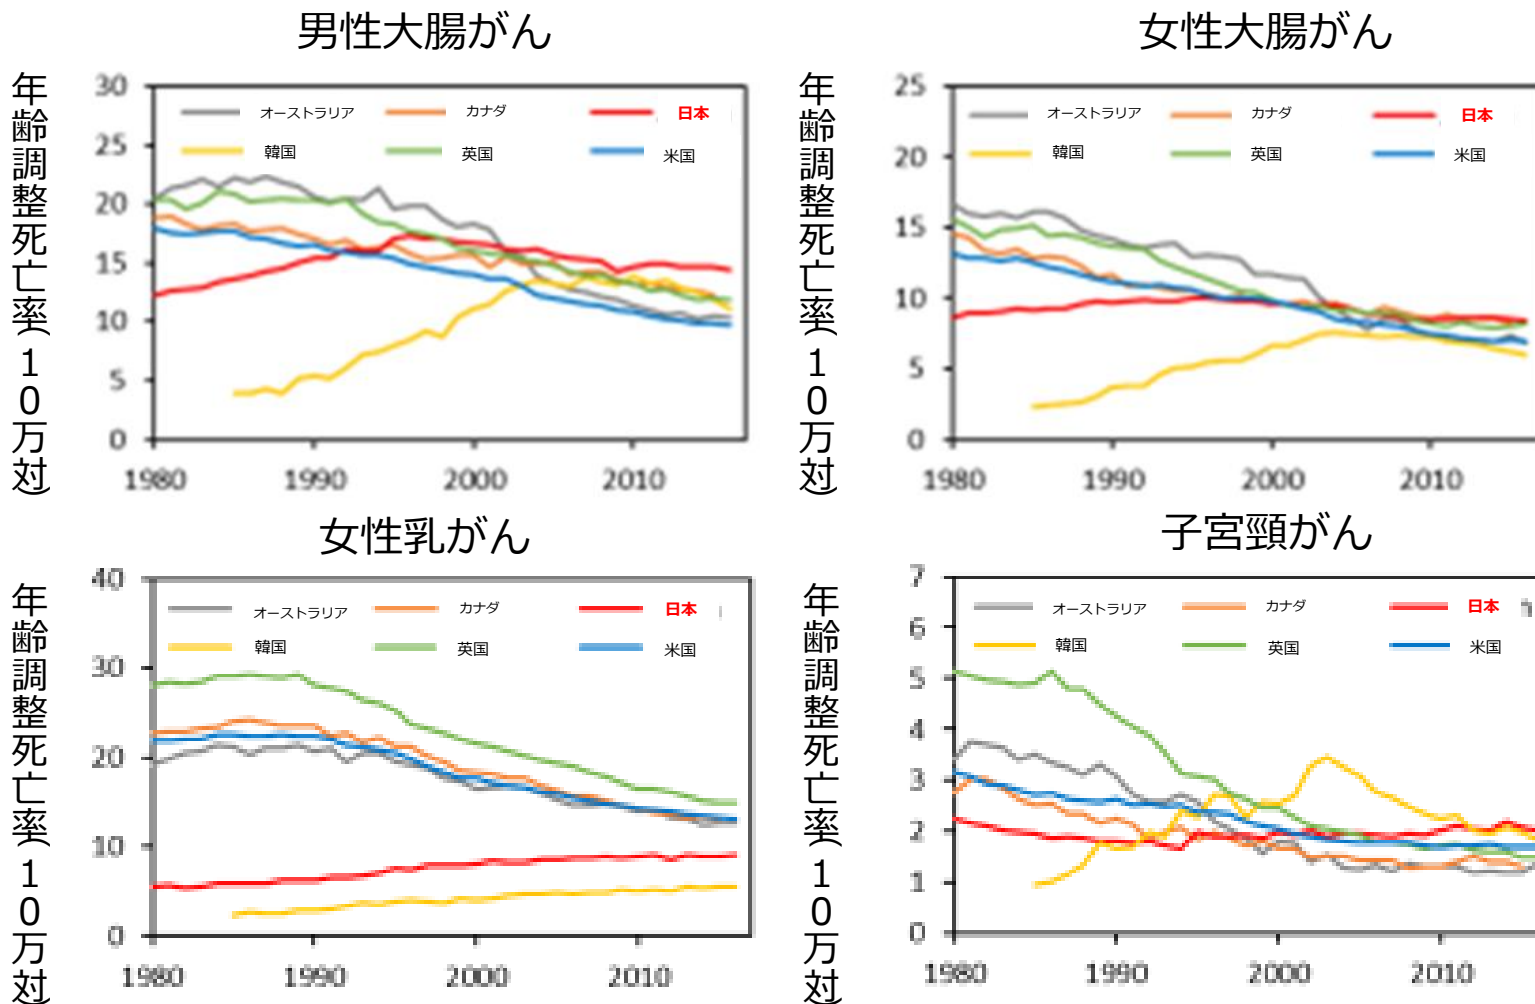 男性大腸がん
年齢調整死亡率(10万対)
30
25
20
15
10
5
0
オーストラリア カナダ 日本
韓国 英国 米国
1980 1990 2000 2010
女性大腸がん
年齢調整死亡率(10万対)
25
20
15
10
5
0
オーストラリア カナダ 日本
韓国 英国 米国
1980 1990 2000 2010
女性乳がん
年齢調整死亡率(10万対)
40
30
20
10
0
オーストラリア カナダ 日本
韓国 英国 米国
1980 1990 2000 2010
子宮頸がん
年齢調整死亡率(10万対)
7
6
5
4
3
2
1
0
オーストラリア カナダ 日本
韓国 英国 米国
1980 1990 2000 2010